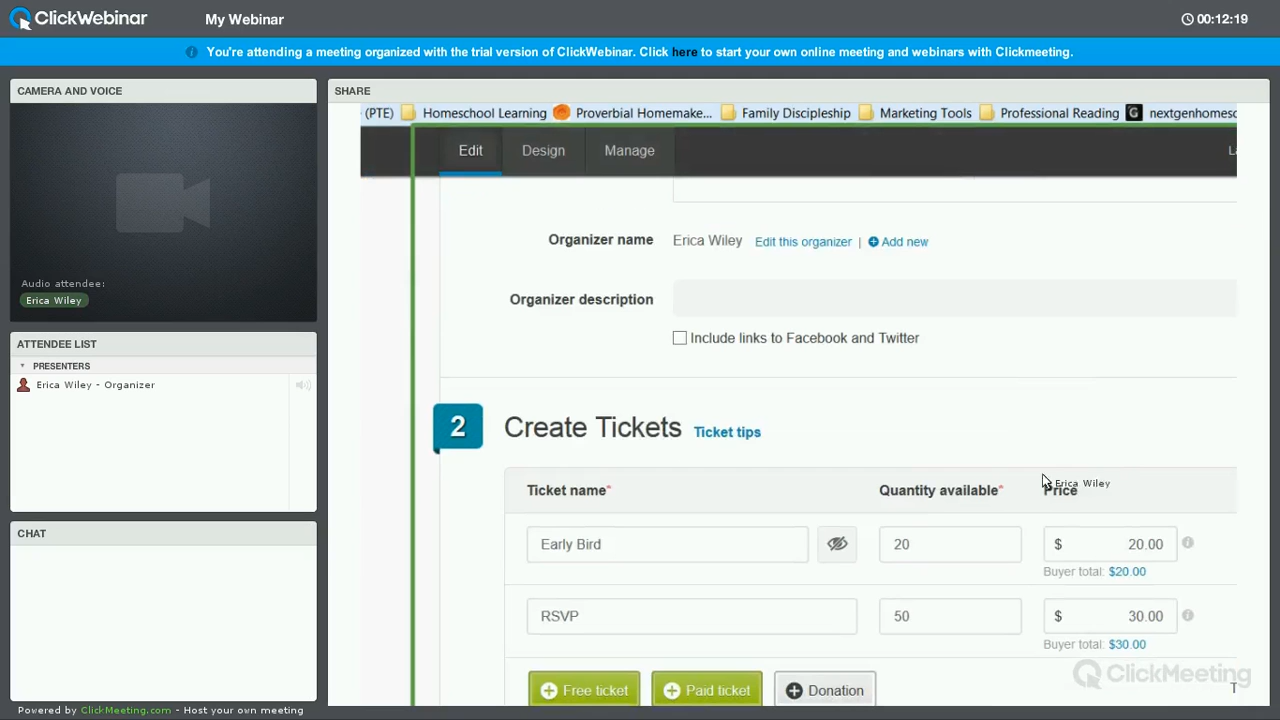 ClickWebinar
My Webinar
00:12:19
You're attending a meeting organized with the trial version of ClickWebinar. Click here to start your own online meeting and webinars with Clickmeeting.
CAMERA AND VOICE
Audio attendee:
Erica Wiley
ATTENDEE LIST
PRESENTERS
Erica Wiley - Organizer
CHAT
Powered by ClickMeeting.com - Host your own meeting
SHARE
(PTE) Homeschool Learning Proverbial Homemake... Family Discipleship Marketing Tools Professional Reading G
Edit Design Manage
Organizer name Erica Wiley Edit this organizer | Add new
Organizer description
Include links to Facebook and Twitter
2 Create Tickets Ticket tips
Erica Wiley
Ticket name* Quantity available* Price
Early Bird 20 $ 20.00
Buyer total: $20.00
RSVP 50 $ 30.00
Buyer total: $30.00
ClickMeeting
Free ticket Paid ticket Donation